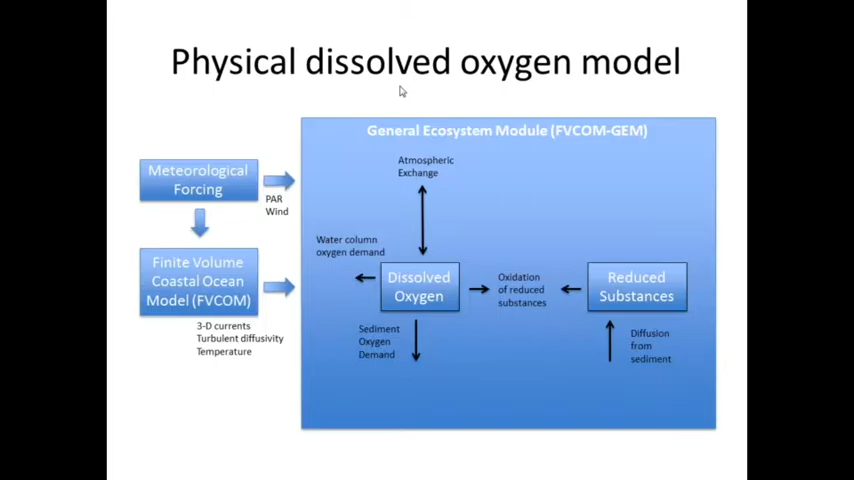 Physical dissolved oxygen model
General Ecosystem Module (FVCOM-GEM)
Meteorological
Forcing
PAR
Wind
Finite Volume
Coastal Ocean
Model (FVCOM)
3-D currents
Turbulent diffusivity
Temperature
Atmospheric
Exchange
Water column
oxygen demand
Dissolved
Oxygen
Sediment
Oxygen
Demand
Oxidation
of reduced
substances
Reduced
Substances
Diffusion
from
sediment